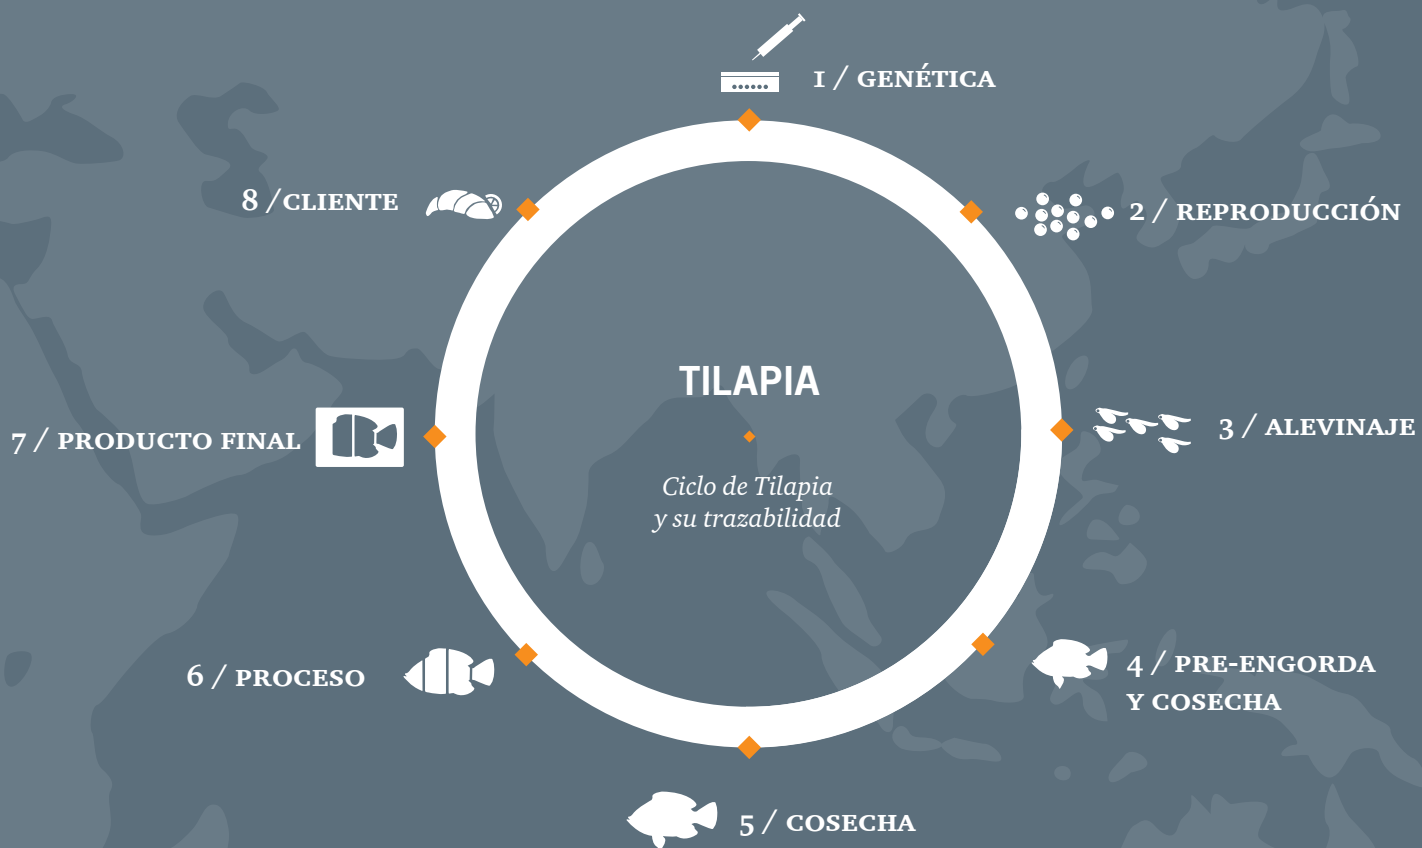 1 / GENÉTICA
2 / REPRODUCCIÓN
3 / ALEVINAJE
4 / PRE-ENGORDA
Y COSECHA
5 / COSECHA
6 / PROCESO
7 / PRODUCTO FINAL
8 /CLIENTE
TILAPIA
Ciclo de Tilapia
y su trazabilidad